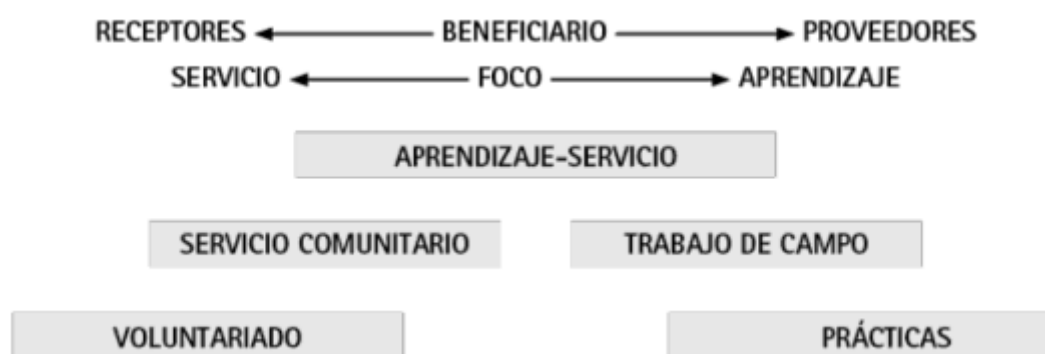 RECEPTORES BENEFICIARIO PROVEEDORES
SERVICIO FOCO APRENDIZAJE
APRENDIZAJE-SERVICIO
SERVICIO COMUNITARIO TRABAJO DE CAMPO
VOLUNTARIADO PRÁCTICAS